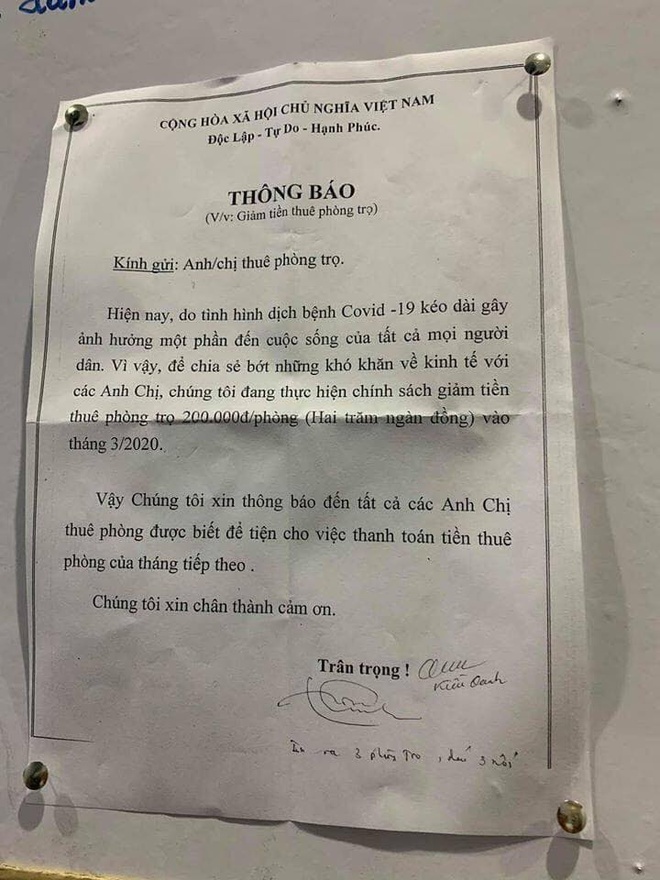 CỘNG HÒA XÃ HỘI CHỦ NGHĨA VIỆT NAM
Độc Lập - Tự Do - Hạnh Phúc.
THÔNG BÁO
(V/v: Giảm tiền thuê phòng trọ)
Kính gửi: Anh/chị thuê phòng trọ.
Hiện nay, do tình hình dịch bệnh Covid -19 kéo dài gây
ảnh hưởng một phần đến cuộc sống của tất cả mọi người
dân. Vì vậy, để chia sẻ bớt những khó khăn về kinh tế với
các Anh Chị, chúng tôi đang thực hiện chính sách giảm tiền
thuê phòng trọ 200.000đ/phòng (Hai trăm ngàn đồng) vào
tháng 3/2020.
Vậy Chúng tôi xin thông báo đến tất cả các Anh Chị
thuê phòng được biết để tiện cho việc thanh toán tiền thuê
phòng của tháng tiếp theo .
Chúng tôi xin chân thành cảm ơn.
Trân trọng !
Kiều Oanh
ra 3 phòng trọ